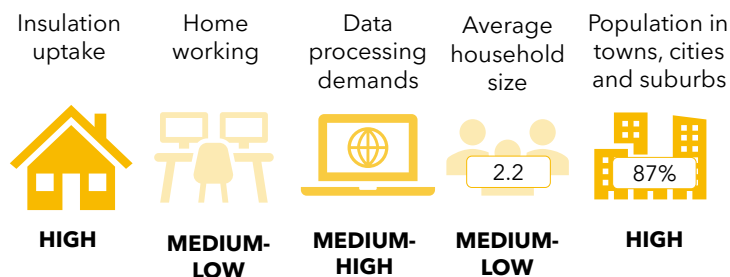 Insulation
uptake
Home
working
Data
processing
demands
Average
household
size
Population in
towns, cities
and suburbs
2.2
87%
HIGH
MEDIUM-
LOW
MEDIUM-
HIGH
MEDIUM-
LOW
HIGH